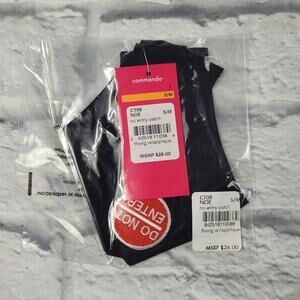 commando
S/M
CT09 S/M
NOE
no entry patch
thong w/applique
MSRP $26.00
DO NOT
ENTER
CT09
NOE S/M
no entry patch
thong w/applique
MSRP $26.00